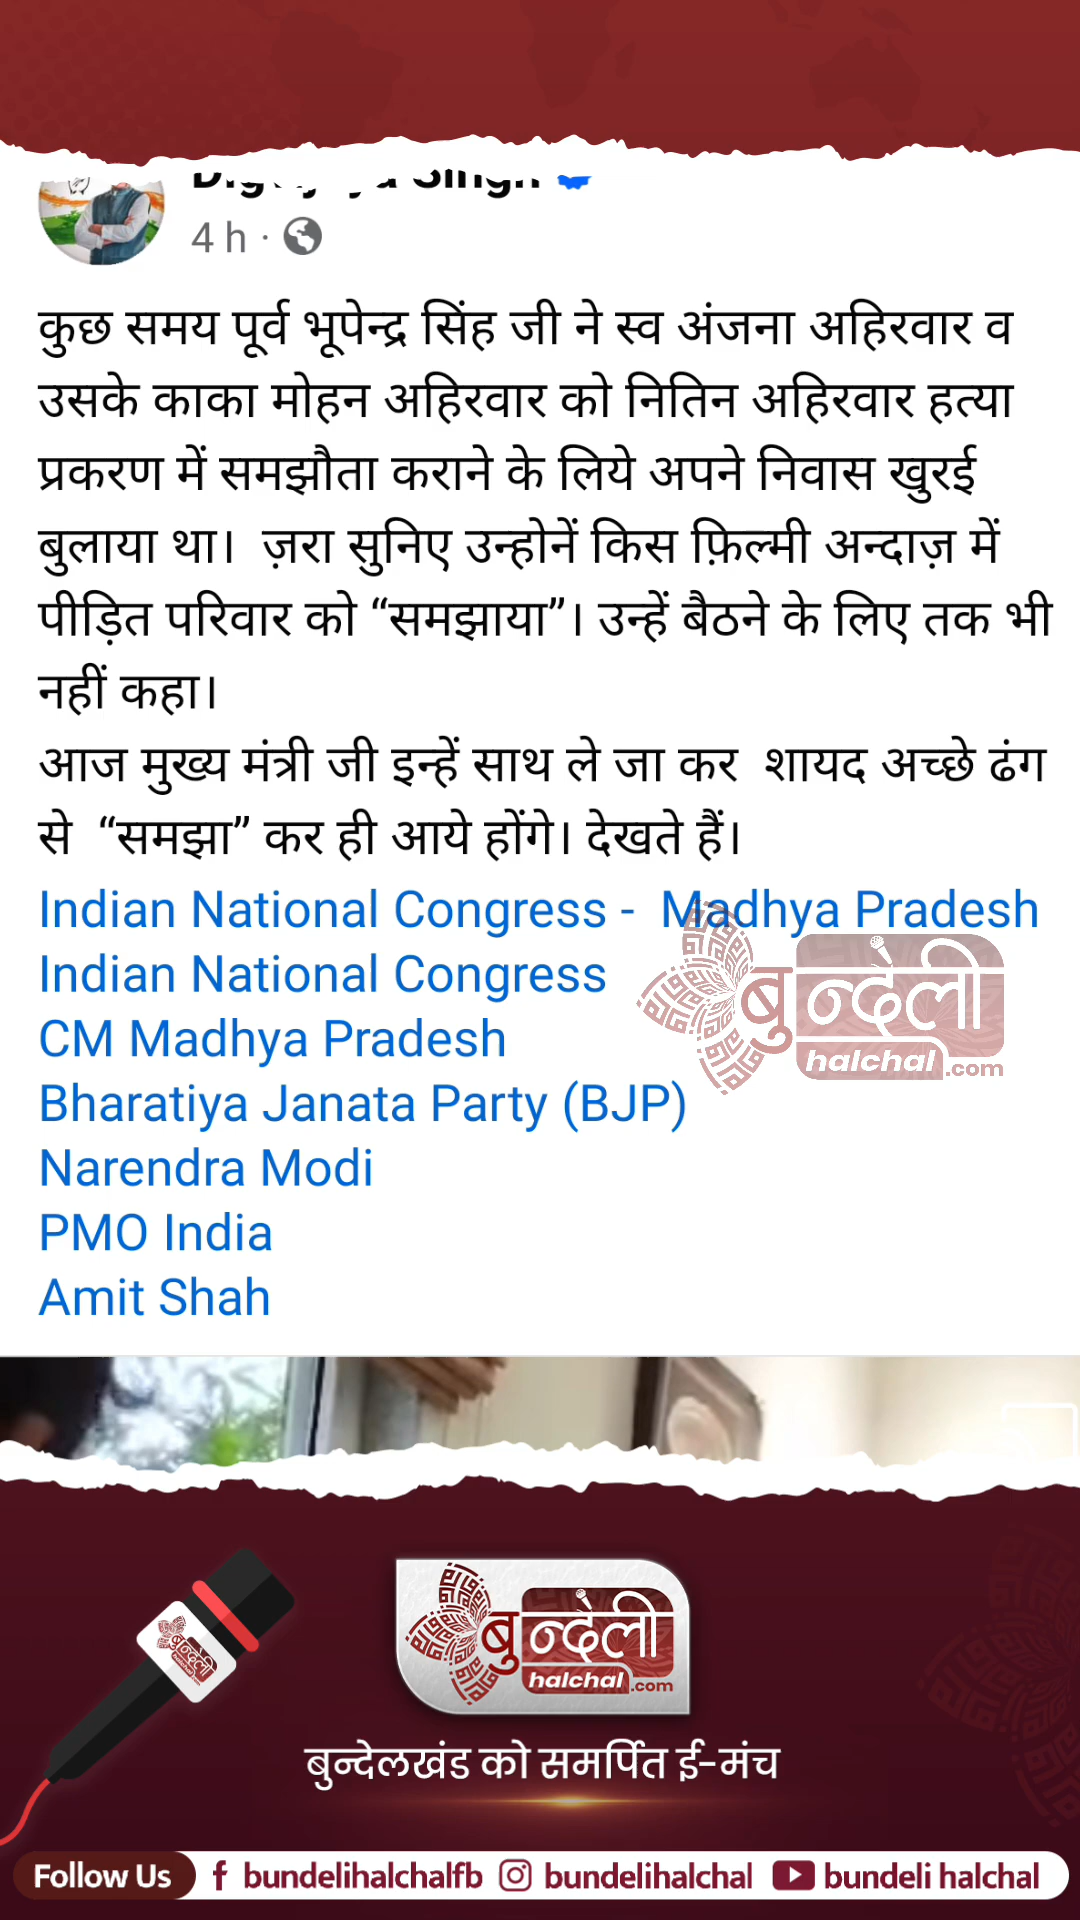 4 h ·
कुछ समय पूर्व भूपेन्द्र सिंह जी ने स्व अंजना अहिरवार व
उसके काका मोहन अहिरवार को नितिन अहिरवार हत्या
प्रकरण में समझौता कराने के लिये अपने निवास खुरई
बुलाया था।  ज़रा सुनिए उन्होनें किस फ़िल्मी अन्दाज़ में
पीड़ित परिवार को “समझाया”। उन्हें बैठने के लिए तक भी
नहीं कहा।
आज मुख्य मंत्री जी इन्हें साथ ले जा कर  शायद अच्छे ढंग
से  “समझा” कर ही आये होंगे। देखते हैं।
Indian National Congress -  Madhya Pradesh
Indian National Congress
CM Madhya Pradesh
Bharatiya Janata Party (BJP)
Narendra Modi
PMO India
Amit Shah
बुन्देली
halchal.com
बुन्देली
halchal.com
बुन्देली
बुन्देलखंड को समर्पित ई-मंच
Follow Us bundelihalchalfb bundelihalchal bundeli halchal